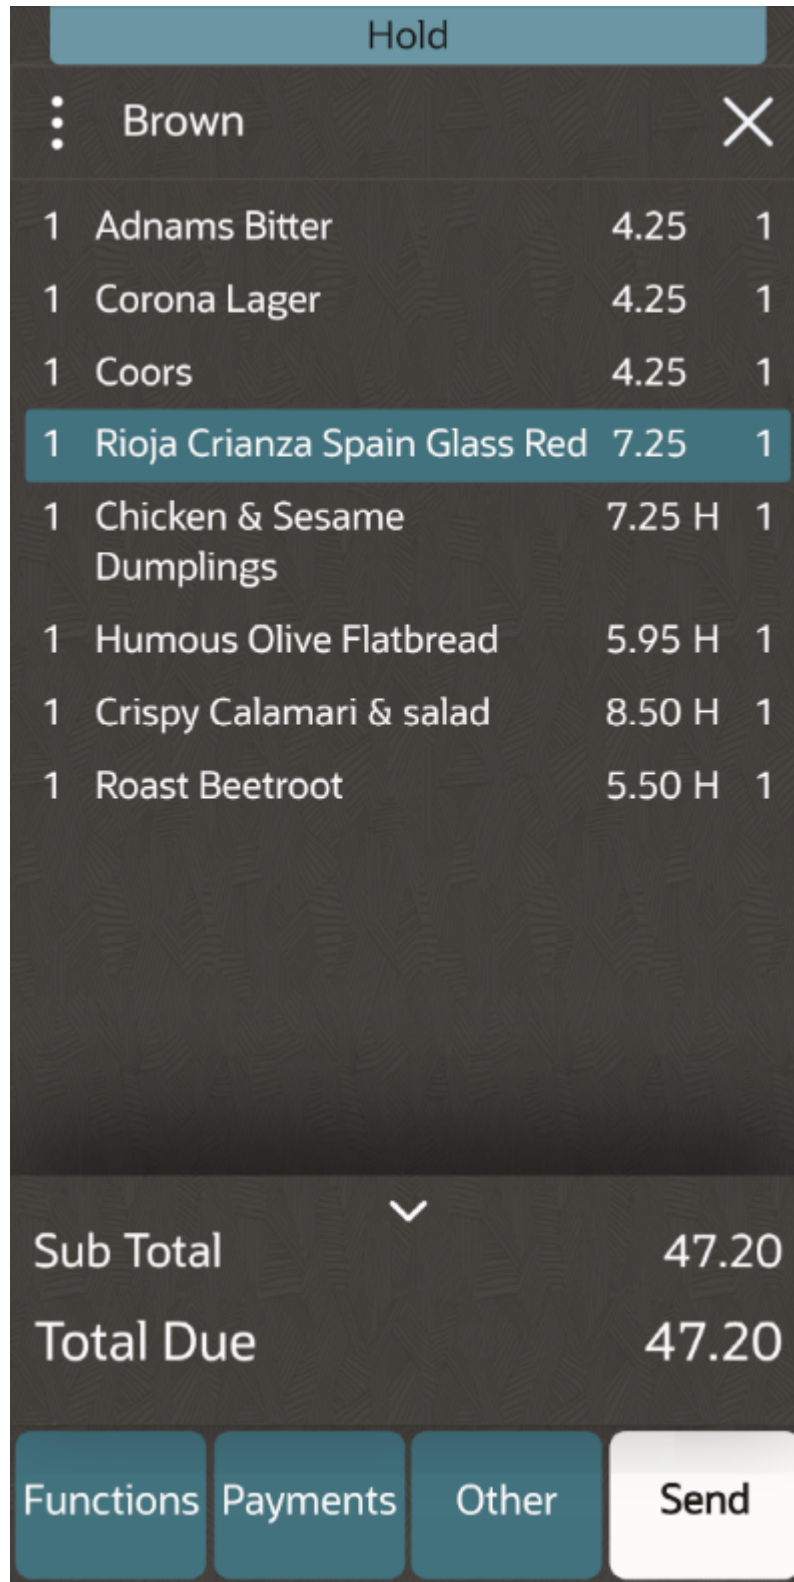 Hold
Brown
1 Adnams Bitter 4.25 1
1 Corona Lager 4.25 1
1 Coors 4.25 1
1 Rioja Crianza Spain Glass Red 7.25 1
1 Chicken & Sesame 7.25 H 1
Dumplings
1 Humous Olive Flatbread 5.95 H 1
1 Crispy Calamari & salad 8.50 H 1
1 Roast Beetroot 5.50 H 1
Sub Total 47.20
Total Due 47.20
Functions Payments Other Send